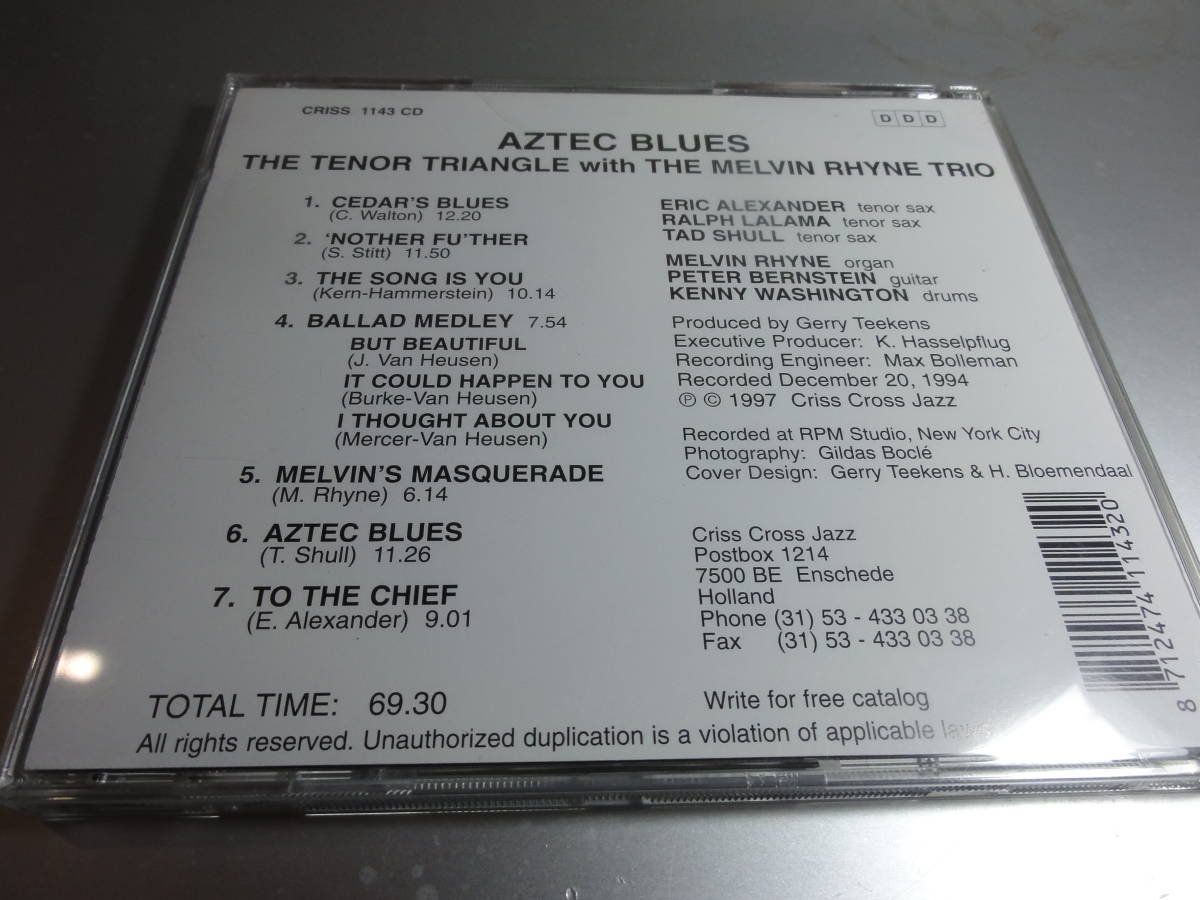 CRISS 1143 CD
D D D
AZTEC BLUES
THE TENOR TRIANGLE with THE MELVIN RHYNE TRIO
1. CEDAR'S BLUES
(C. Walton) 12.20
2. 'NOTHER FU'THER
(S. Stitt) 11.50
3. THE SONG IS YOU
(Kern-Hammerstein) 10.14
4. BALLAD MEDLEY 7.54
BUT BEAUTIFUL
(J. Van Heusen)
IT COULD HAPPEN TO YOU
(Burke-Van Heusen)
I THOUGHT ABOUT YOU
(Mercer-Van Heusen)
5. MELVIN'S MASQUERADE
(M. Rhyne) 6.14
6. AZTEC BLUES
(T. Shull) 11.26
7. TO THE CHIEF
(E. Alexander) 9.01
TOTAL TIME: 69.30
ERIC ALEXANDER tenor sax
RALPH LALAMA tenor sax
TAD SHULL tenor sax
MELVIN RHYNE organ
PETER BERNSTEIN guitar
KENNY WASHINGTON drums
Produced by Gerry Teekens
Executive Producer: K. Hasselpflug
Recording Engineer: Max Bolleman
Recorded December 20, 1994
℗ © 1997 Criss Cross Jazz
Recorded at RPM Studio, New York City
Photography: Gildas Boclé
Cover Design: Gerry Teekens & H. Bloemendaal
Criss Cross Jazz
Postbox 1214
7500 BE Enschede
Holland
Phone (31) 53 - 433 03 38
Fax (31) 53 - 433 03 38
Write for free catalog
8 712474 114320
All rights reserved. Unauthorized duplication is a violation of applicable laws